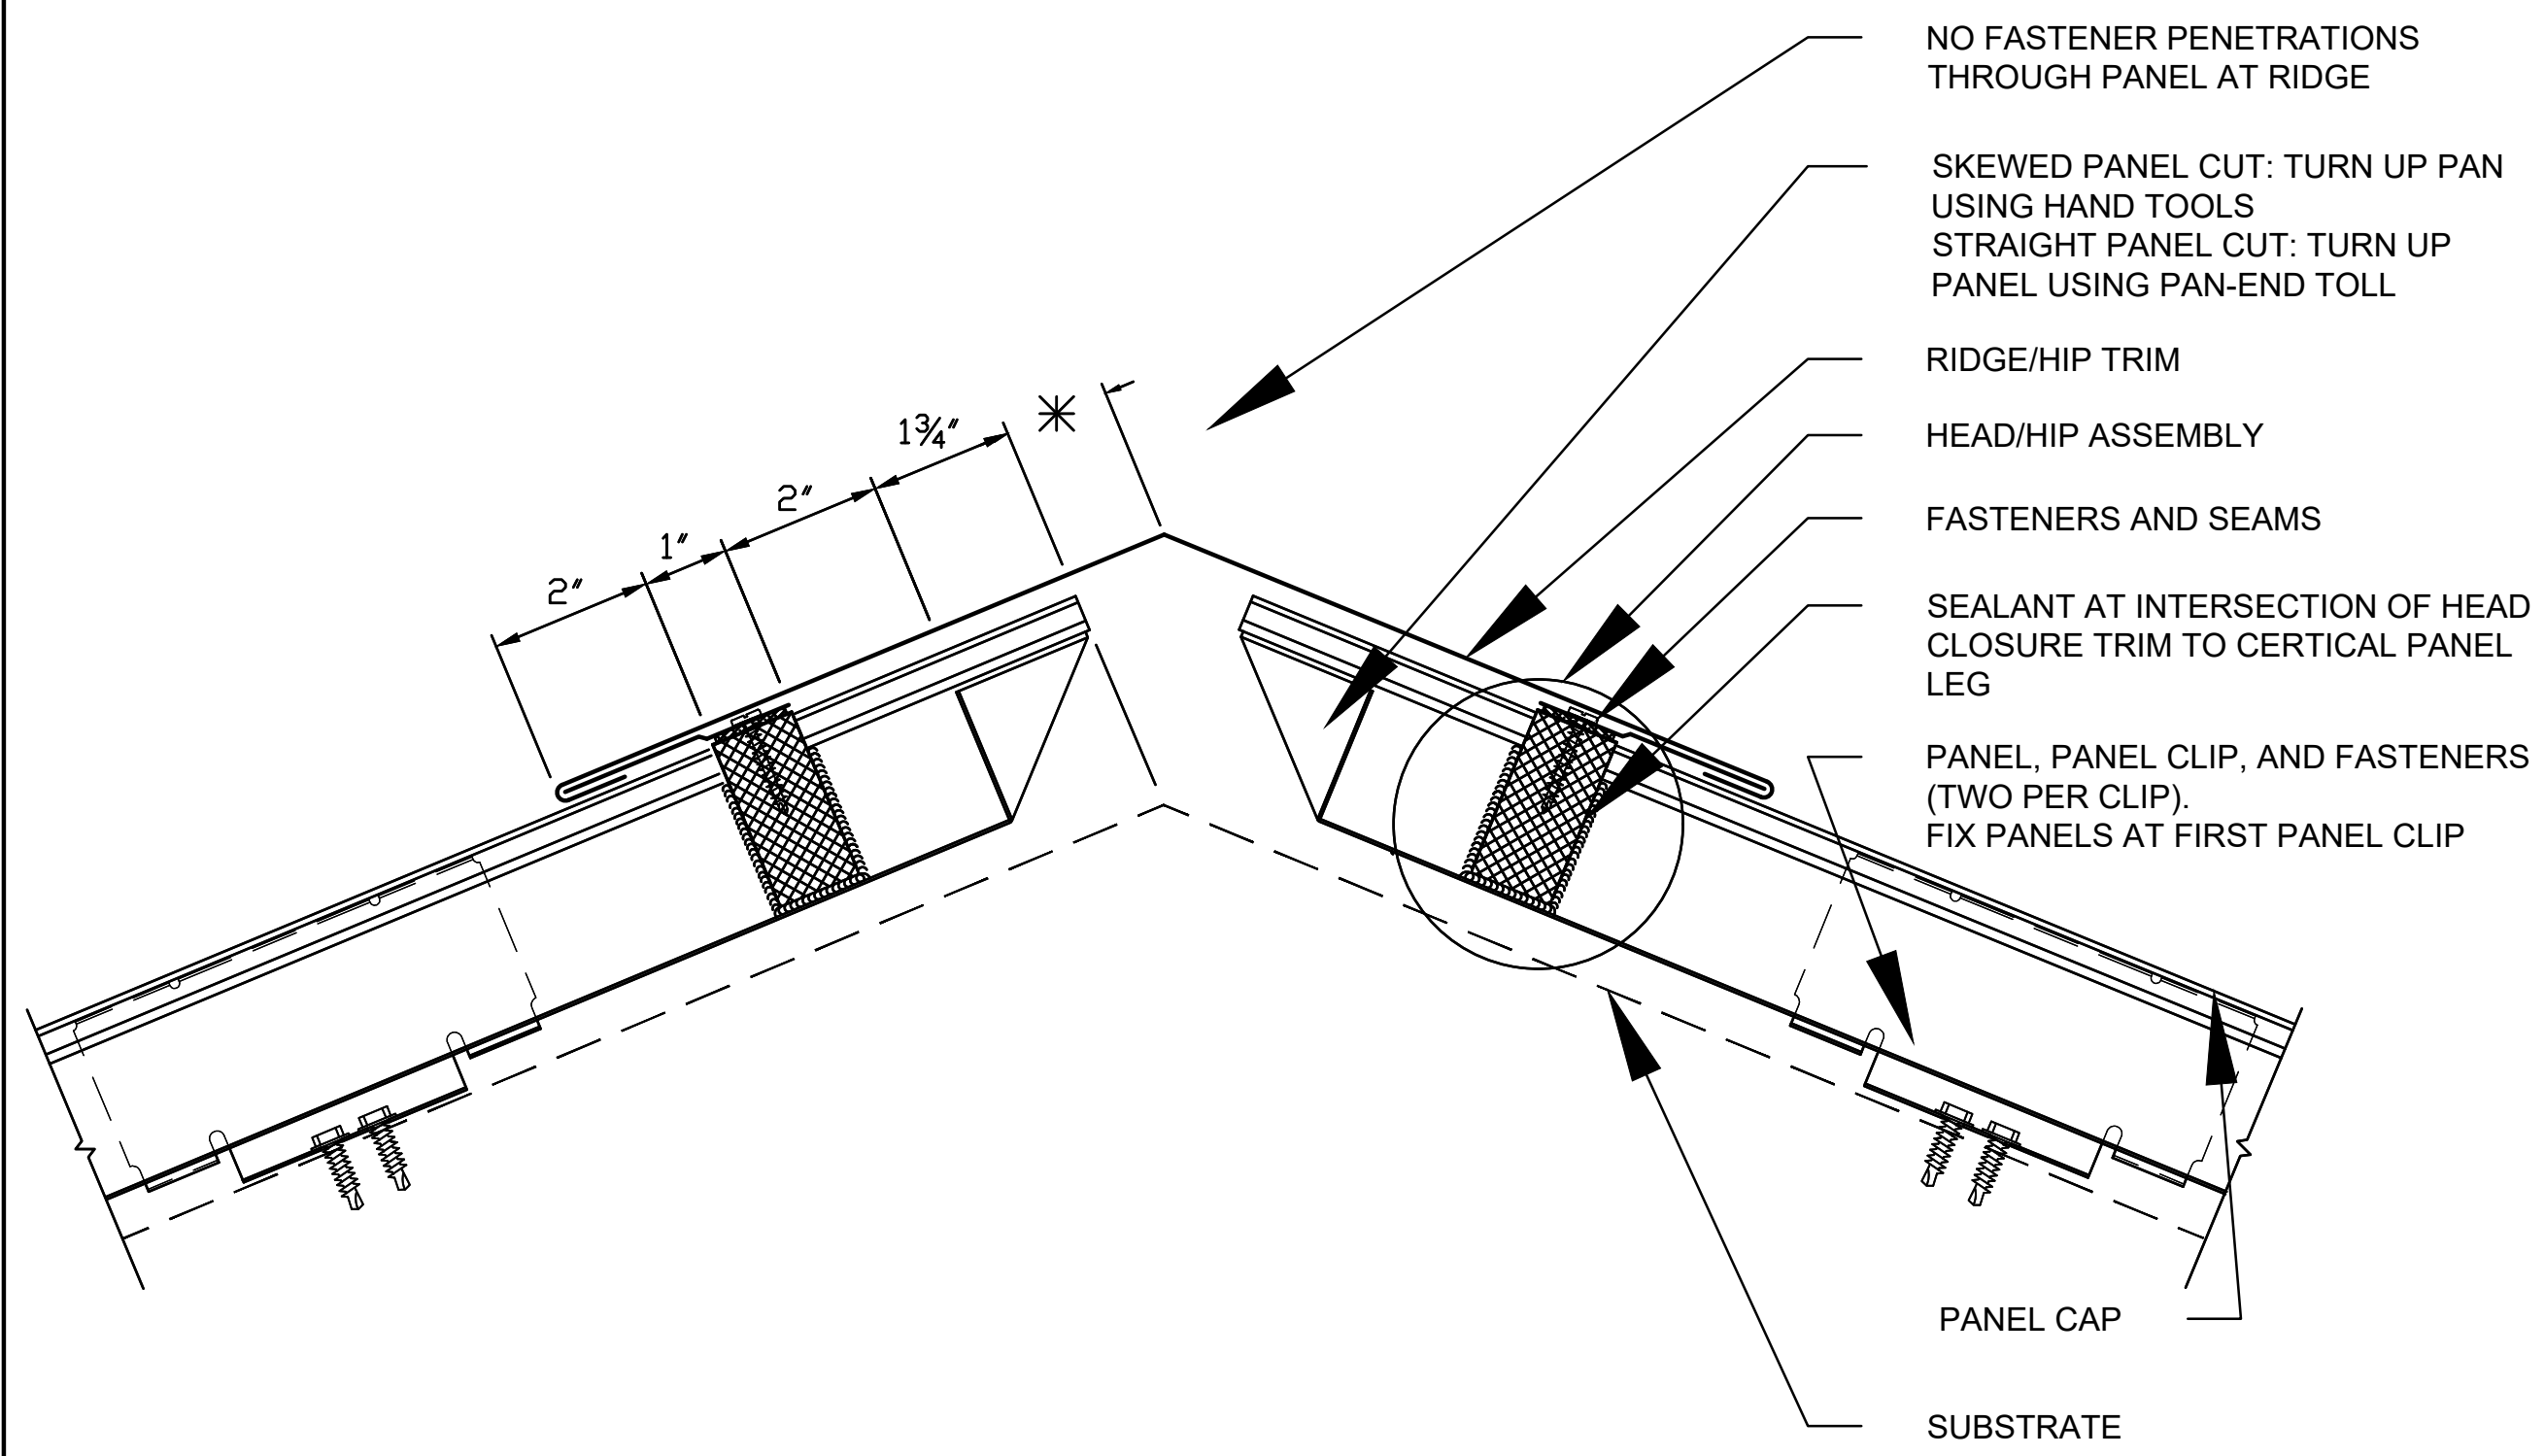 NO FASTENER PENETRATIONS
THROUGH PANEL AT RIDGE
SKEWED PANEL CUT: TURN UP PAN
USING HAND TOOLS
STRAIGHT PANEL CUT: TURN UP
PANEL USING PAN-END TOLL
RIDGE/HIP TRIM
HEAD/HIP ASSEMBLY
FASTENERS AND SEAMS
SEALANT AT INTERSECTION OF HEAD
CLOSURE TRIM TO CERTICAL PANEL
LEG
PANEL, PANEL CLIP, AND FASTENERS
(TWO PER CLIP).
FIX PANELS AT FIRST PANEL CLIP
PANEL CAP
SUBSTRATE
2"
1"
2"
1¾"